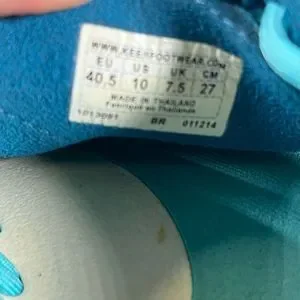 WWW.KEENFOOTWEAR.COM
EU US UK CM
40,5 10 7.5 27
MADE IN THAILAND
Fabriqué en Thaïlande
1013091 BR 011214